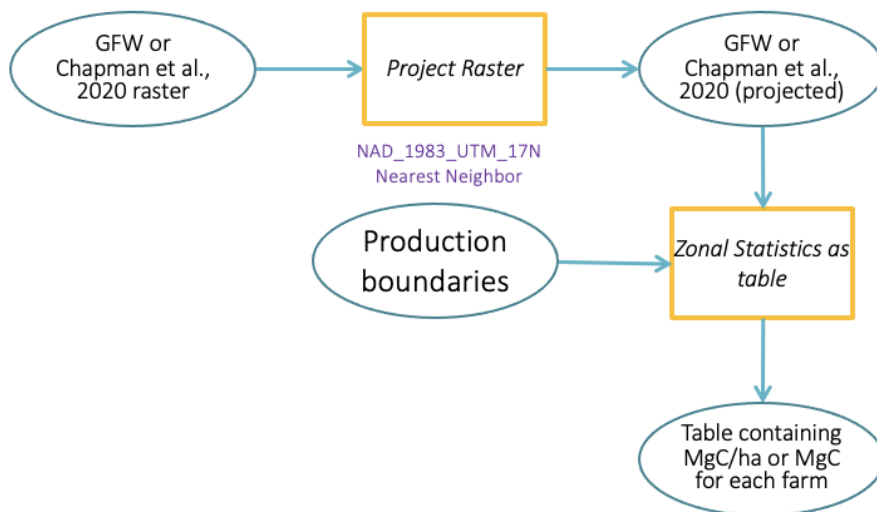 GFW or
Chapman et al.,
2020 raster
Project Raster
GFW or
Chapman et al.,
2020 (projected)
NAD_1983_UTM_17N
Nearest Neighbor
Production
boundaries
Zonal Statistics as
table
Table containing
MgC/ha or MgC
for each farm